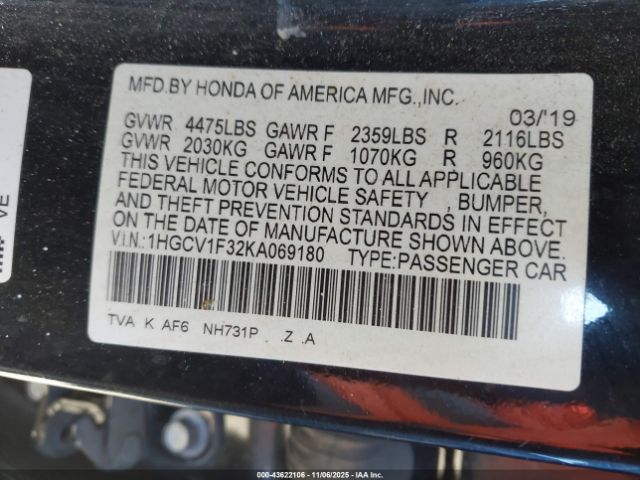 MFD.BY HONDA OF AMERICA MFG.,INC.
03/'19
GVWR 4475LBS GAWR F 2359LBS R 2116LBS
GVWR 2030KG GAWR F 1070KG R 960KG
THIS VEHICLE CONFORMS TO ALL APPLICABLE
FEDERAL MOTOR VEHICLE SAFETY , BUMPER,
AND THEFT PREVENTION STANDARDS IN EFFECT
ON THE DATE OF MANUFACTURE SHOWN ABOVE.
V.I.N.:1HGCV1F32KA069180 TYPE:PASSENGER CAR
TVA K AF6 NH731P . .Z .A
VE
000-43622106 - 11/06/2025 - IAA Inc.